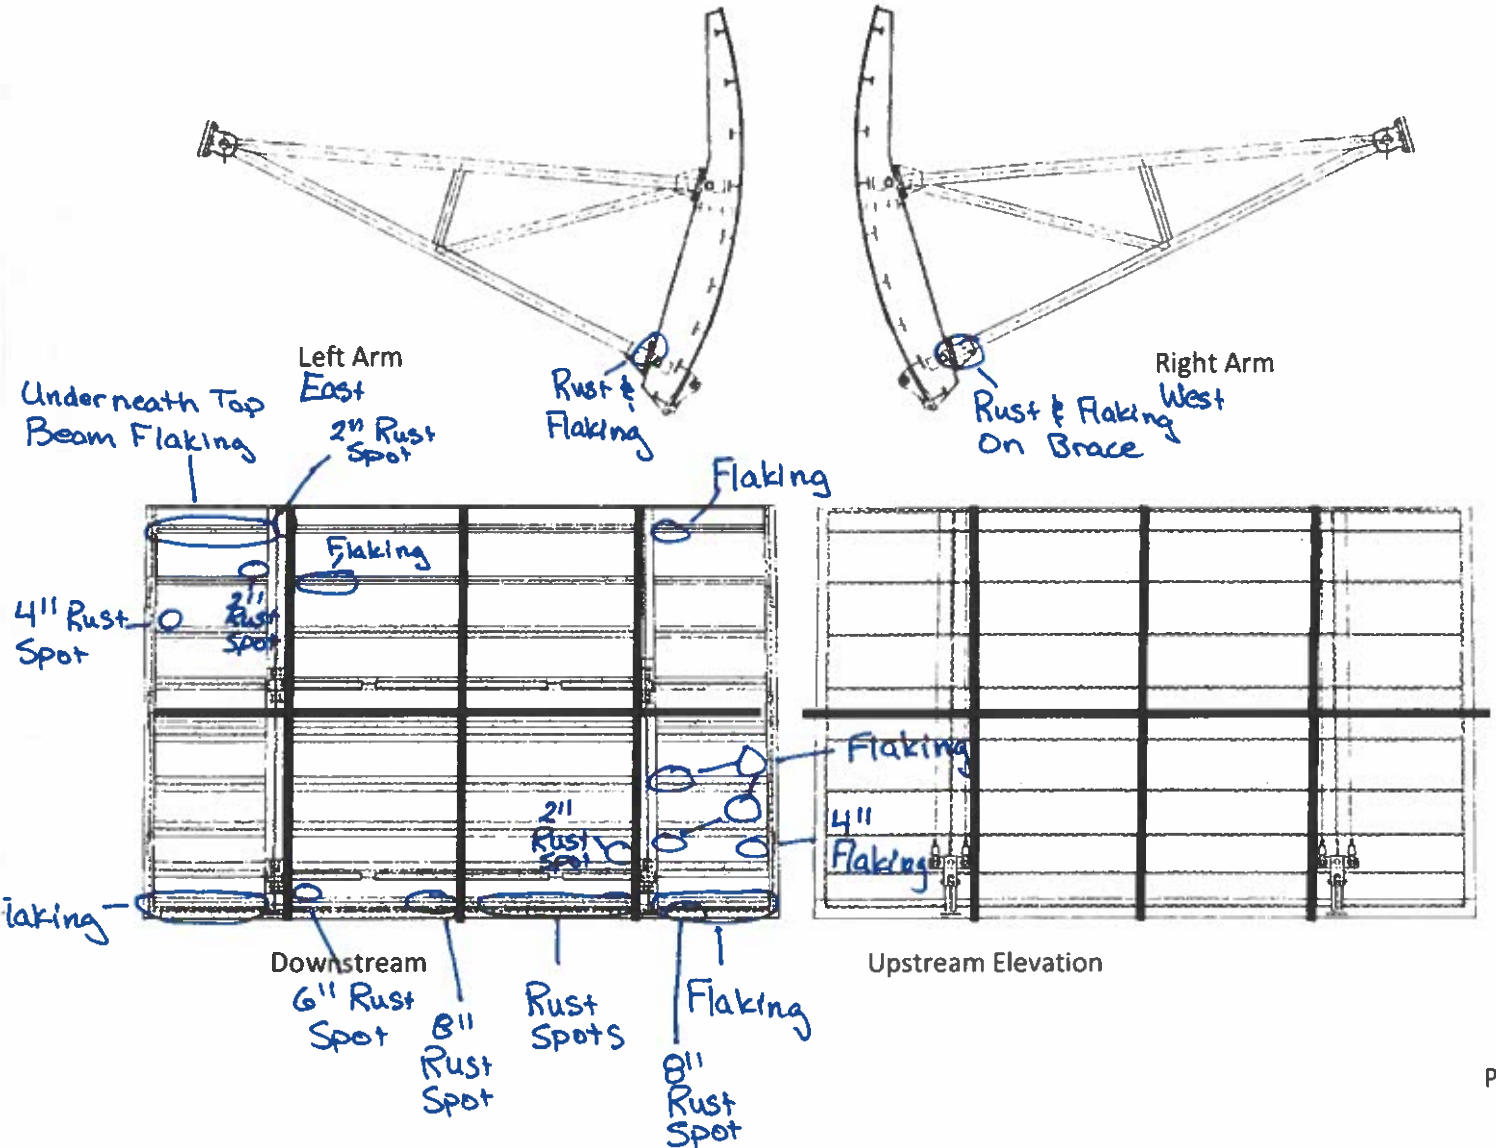 Left Arm
East
Right Arm
West
Rust &
Flaking
Rust & Flaking
On Brace
Underneath Top
Beam Flaking
2" Rust
Spot
Flaking
Flaking
2"
Rust
Spot
4" Rust
Spot
Flaking
2"
Rust
Spot
4"
Flaking
laking
Downstream
Upstream Elevation
6" Rust
Spot
8"
Rust
Spot
Rust
Spots
Flaking
8"
Rust
Spot
P